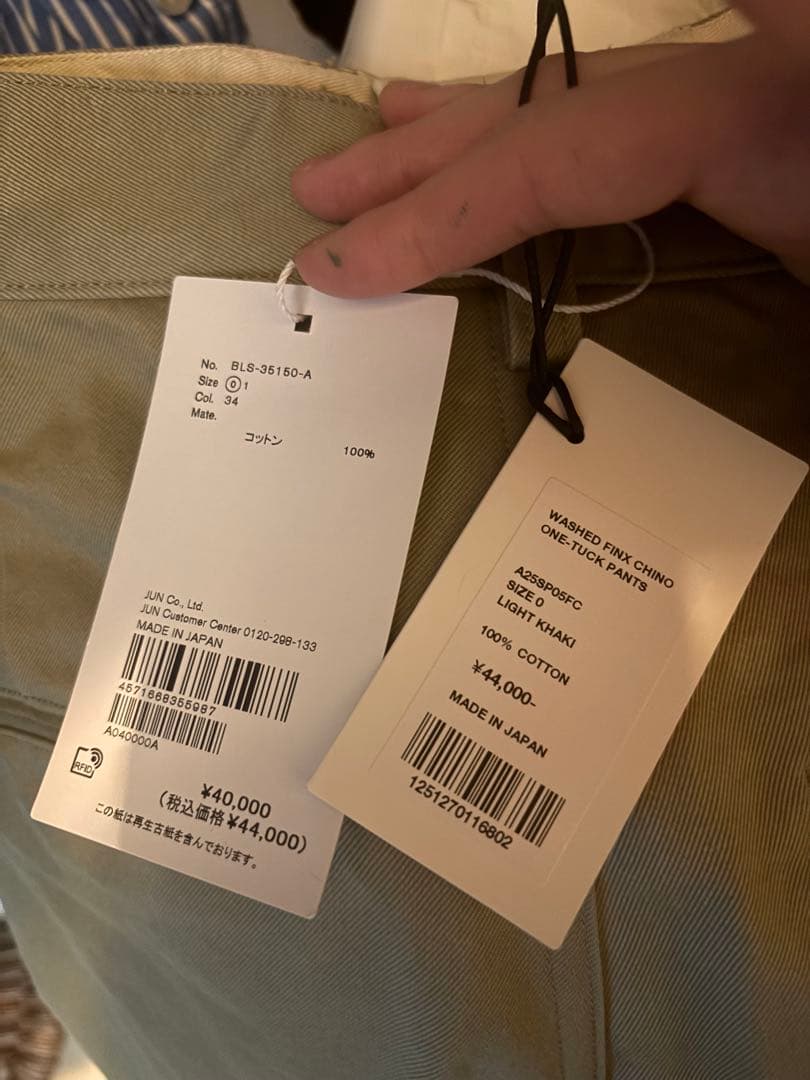 No. BLS-35150-A
Size ⓪ 1
Col. 34
Mate.
コットン 100%
JUN Co., Ltd.
JUN Customer Center 0120-298-133
MADE IN JAPAN
4571668355987
A040000A
RFID
¥40,000
(税込価格¥44,000)
この紙は再生古紙を含んでおります。
WASHED FINX CHINO
ONE-TUCK PANTS
A25SP05FC
SIZE 0
LIGHT KHAKI
100% COTTON
¥44,000-
MADE IN JAPAN
1251270116802